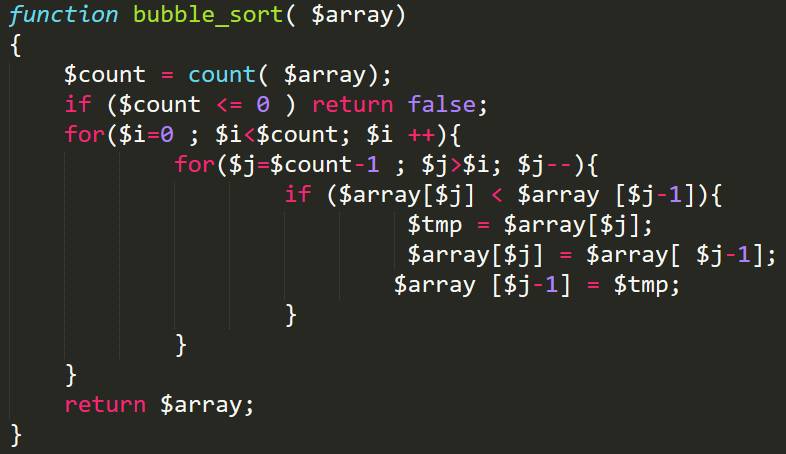 function bubble_sort( $array)
{
    $count = count( $array);
    if ($count <= 0 ) return false;
    for($i=0 ; $i<$count; $i ++){
            for($j=$count-1 ; $j>$i; $j--){
                    if ($array[$j] < $array [$j-1]){
                             $tmp = $array[$j];
                             $array[$j] = $array[ $j-1];
                            $array [$j-1] = $tmp;
                    }
            }
    }
    return $array;
}